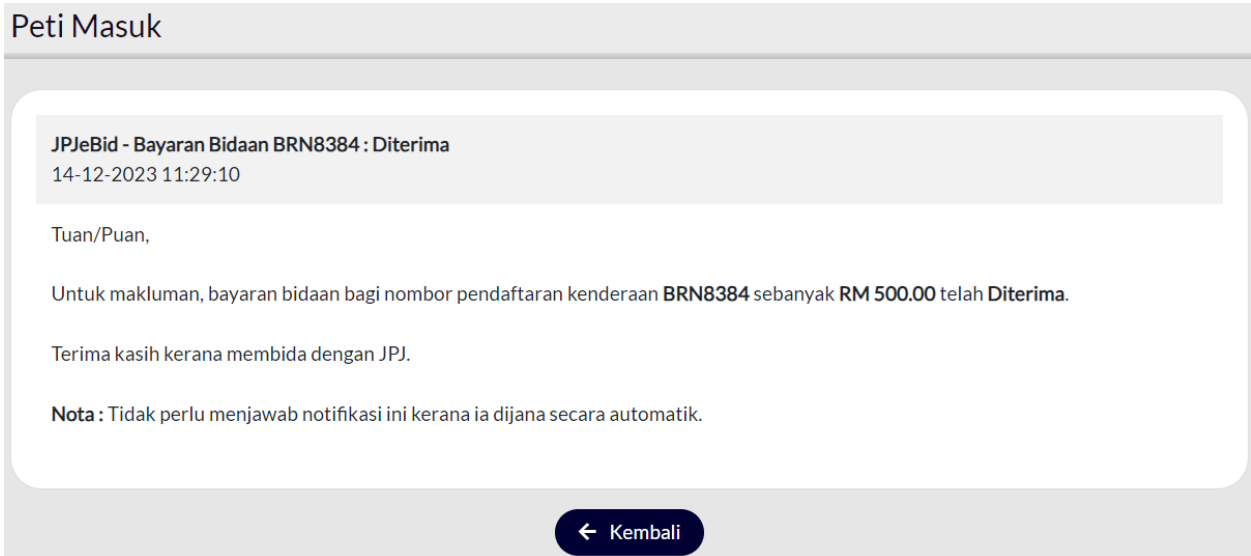 Peti Masuk
JPJeBid - Bayaran Bidaan BRN8384 : Diterima
14-12-2023 11:29:10
Tuan/Puan,
Untuk makluman, bayaran bidaan bagi nombor pendaftaran kenderaan BRN8384 sebanyak RM 500.00 telah Diterima.
Terima kasih kerana membida dengan JPJ.
Nota : Tidak perlu menjawab notifikasi ini kerana ia dijana secara automatik.
Kembali